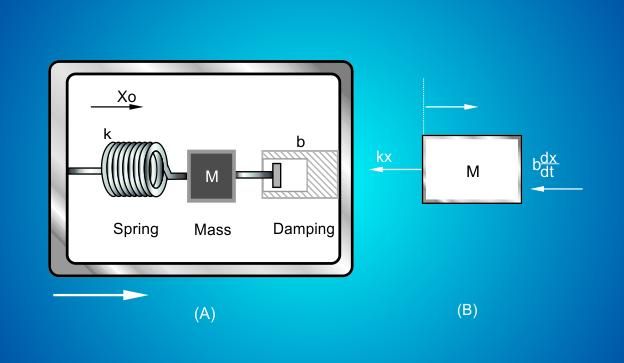 Xo
k
b
M
Spring
Mass
Damping
(A)
kx
M
b dx/dt
(B)